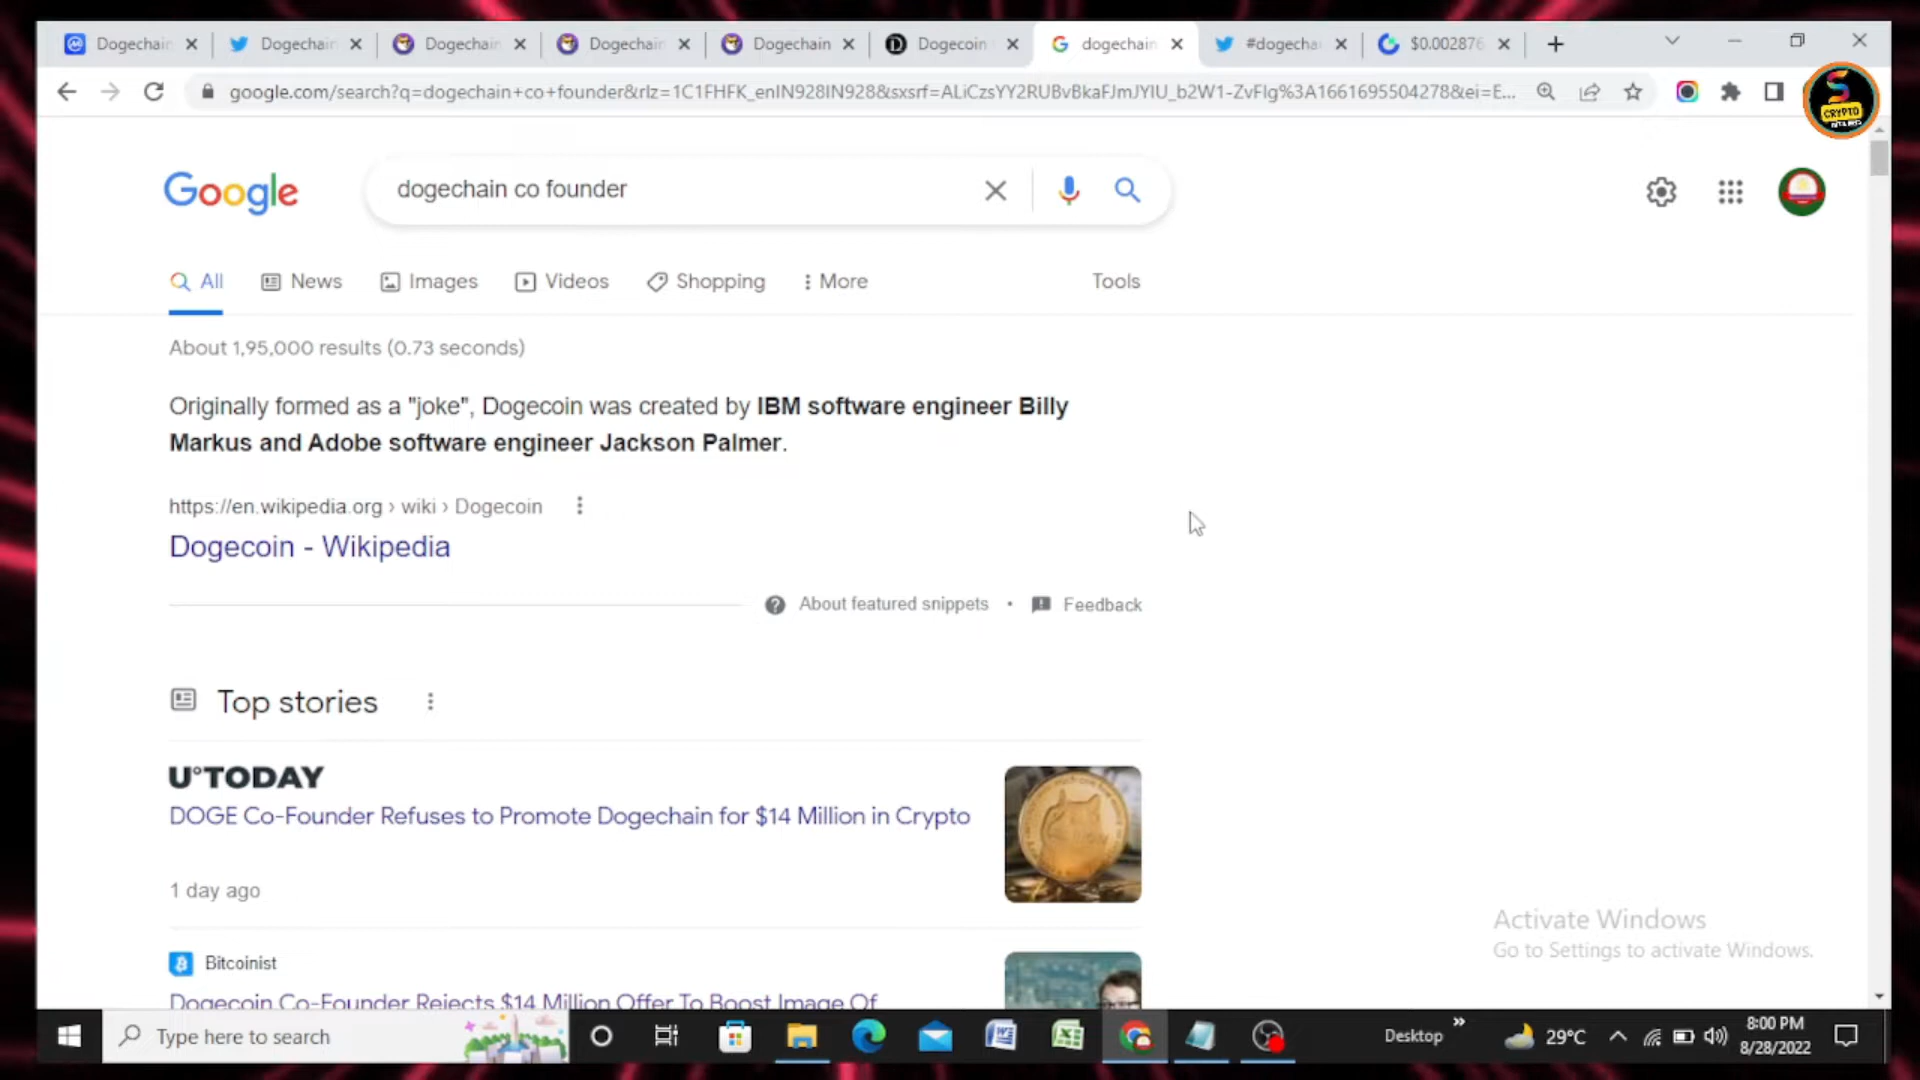 Dogechain
Dogechain
Dogechain
Dogechain
Dogechain
Dogecoin
dogechain
#dogecha
$0.002876
google.com/search?q=dogechain+co+founder&rlz=1C1FHFK_enIN928IN928&sxsrf=ALiCzsYY2RUBvBkaFJmJYlU_b2W1-ZvFlg%3A1661695504278&ei=E...
CRYPTO
Google
dogechain co founder
All
News
Images
Videos
Shopping
More
Tools
About 1,95,000 results (0.73 seconds)
Originally formed as a "joke", Dogecoin was created by IBM software engineer Billy
Markus and Adobe software engineer Jackson Palmer.
https://en.wikipedia.org › wiki › Dogecoin
Dogecoin - Wikipedia
About featured snippets • Feedback
Top stories
U°TODAY
DOGE Co-Founder Refuses to Promote Dogechain for $14 Million in Crypto
1 day ago
Bitcoinist
Dogecoin Co-Founder Rejects $14 Million Offer To Boost Image Of
Activate Windows
Go to Settings to activate Windows.
Type here to search
Desktop
29°C
8:00 PM
8/28/2022